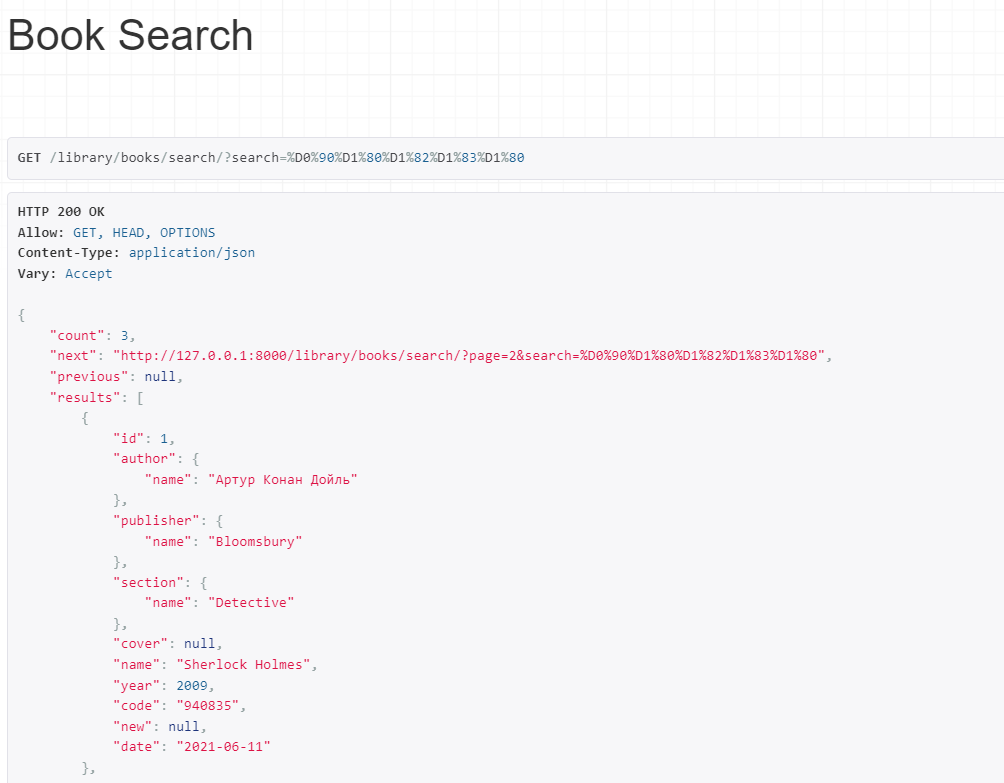 Book Search
GET /library/books/search/?search=%D0%90%D1%80%D1%82%D1%83%D1%80
HTTP 200 OK
Allow: GET, HEAD, OPTIONS
Content-Type: application/json
Vary: Accept
{
"count": 3,
"next": "http://127.0.0.1:8000/library/books/search/?page=2&search=%D0%90%D1%80%D1%82%D1%83%D1%80",
"previous": null,
"results": [
{
"id": 1,
"author": {
"name": "Артур Конан Дойль"
},
"publisher": {
"name": "Bloomsbury"
},
"section": {
"name": "Detective"
},
"cover": null,
"name": "Sherlock Holmes",
"year": 2009,
"code": "940835",
"new": null,
"date": "2021-06-11"
},